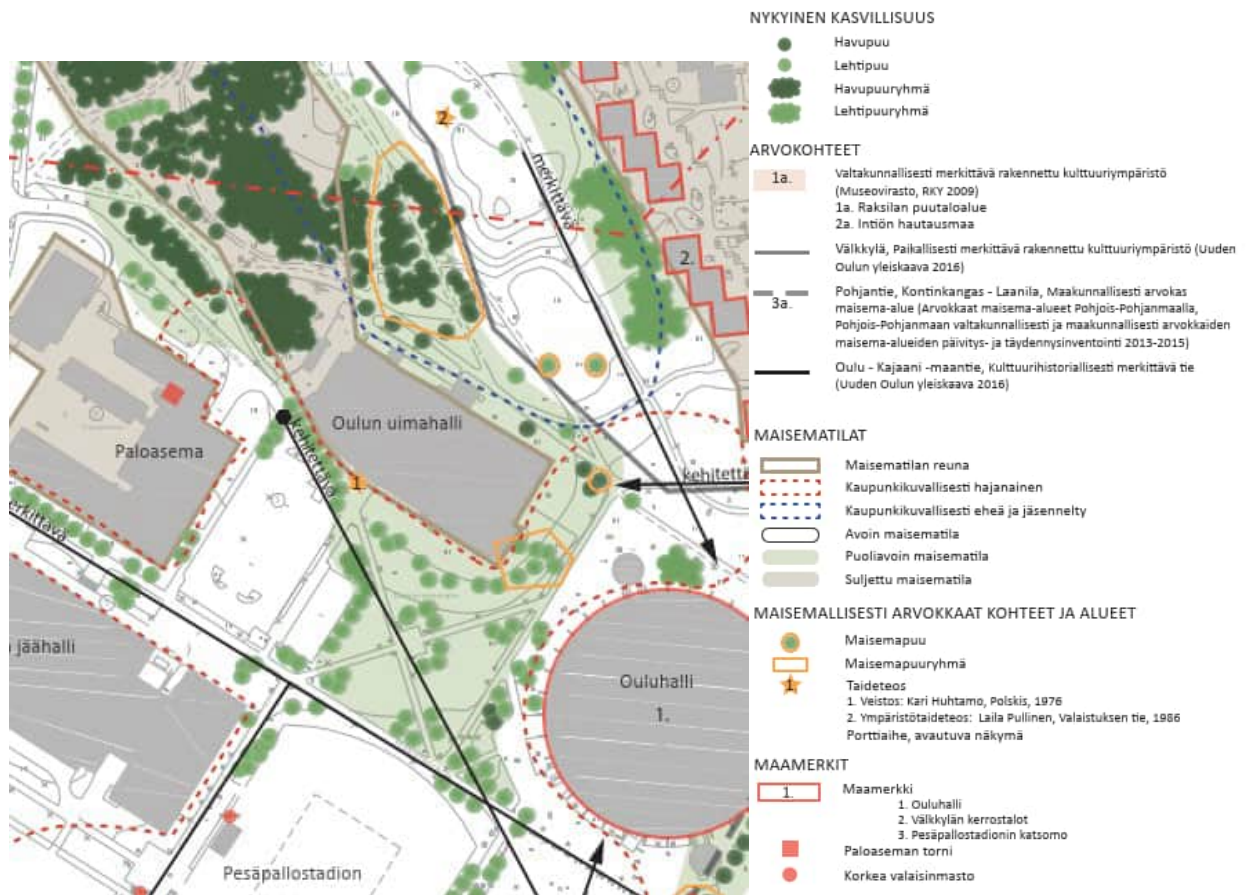 NYKYINEN KASVILLISUUS
Havupuu
Lehtipuu
Havupuuryhmä
Lehtipuuryhmä
ARVOKOHTEET
1a.
Valtakunnallisesti merkittävä rakennettu kulttuuriympäristö
(Museovirasto, RKY 2009)
1a. Raksilan puutaloalue
2a. Intiön hautausmaa
Välkkylä, Paikallisesti merkittävä rakennettu kulttuuriympäristö (Uuden
Oulun yleiskaava 2016)
3a.
Pohjantie, Kontinkangas - Laanila, Maakunnallisesti arvokas
maisema-alue (Arvokkaat maisema-alueet Pohjois-Pohjanmaalla,
Pohjois-Pohjanmaan valtakunnallisesti ja maakunnallisesti arvokkaiden
maisema-alueiden päivitys- ja täydennysinventointi 2013-2015)
Oulu - Kajaani -maantie, Kulttuurihistoriallisesti merkittävä tie
(Uuden Oulun yleiskaava 2016)
MAISEMATILAT
Maisematilan reuna
Kaupunkikuvallisesti hajanainen
Kaupunkikuvallisesti eheä ja jäsennelty
Avoin maisematila
Puoliavoin maisematila
Suljettu maisematila
MAISEMALLISESTI ARVOKKAAT KOHTEET JA ALUEET
Maisemapuu
Maisemapuuryhmä
1
Taideteos
1. Veistos: Kari Huhtamo, Polskis, 1976
2. Ympäristötaideteos: Laila Pullinen, Valaistuksen tie, 1986
Porttiaihe, avautuva näkymä
MAAMERKIT
1.
Maamerkki
1. Ouluhalli
2. Välkkylän kerrostalot
3. Pesäpallostadionin katsomo
Paloaseman torni
Korkea valaisinmasto
2.
merkittävä
2.
Oulun uimahalli
kehitettävä
Paloasema
1.
kehitettä
erkittävä
jäähalli
Ouluhalli
1.
Pesäpallostadion